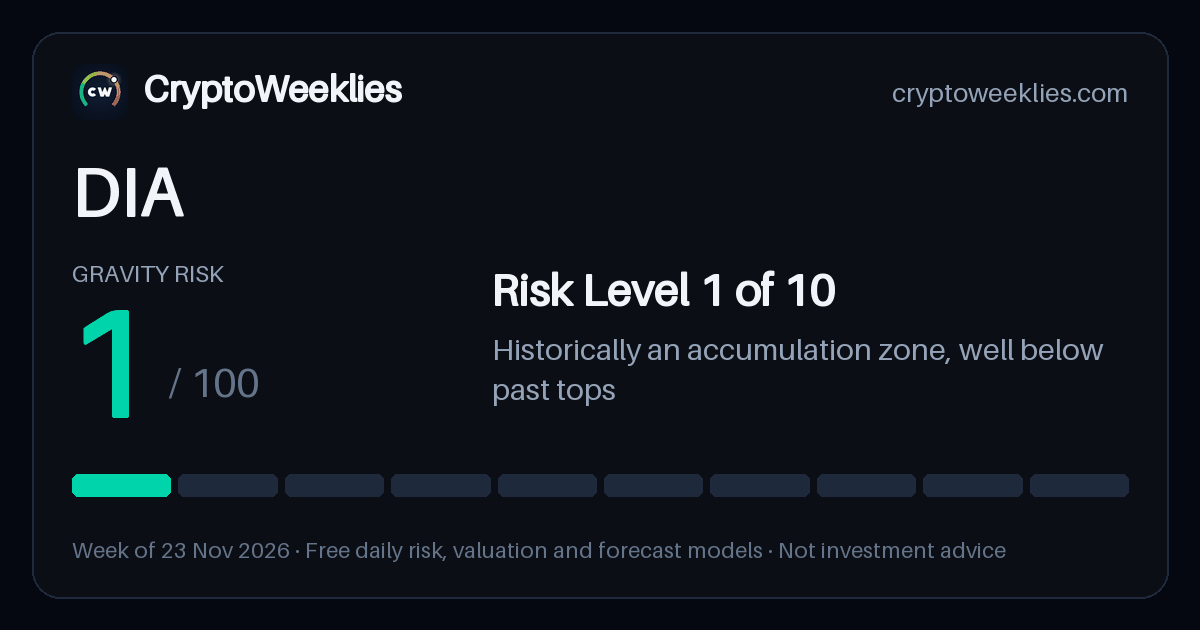 CW
CryptoWeeklies
cryptoweeklies.com
DIA
GRAVITY RISK
1 / 100
Risk Level 1 of 10
Historically an accumulation zone, well below
past tops
Week of 23 Nov 2026 · Free daily risk, valuation and forecast models · Not investment advice